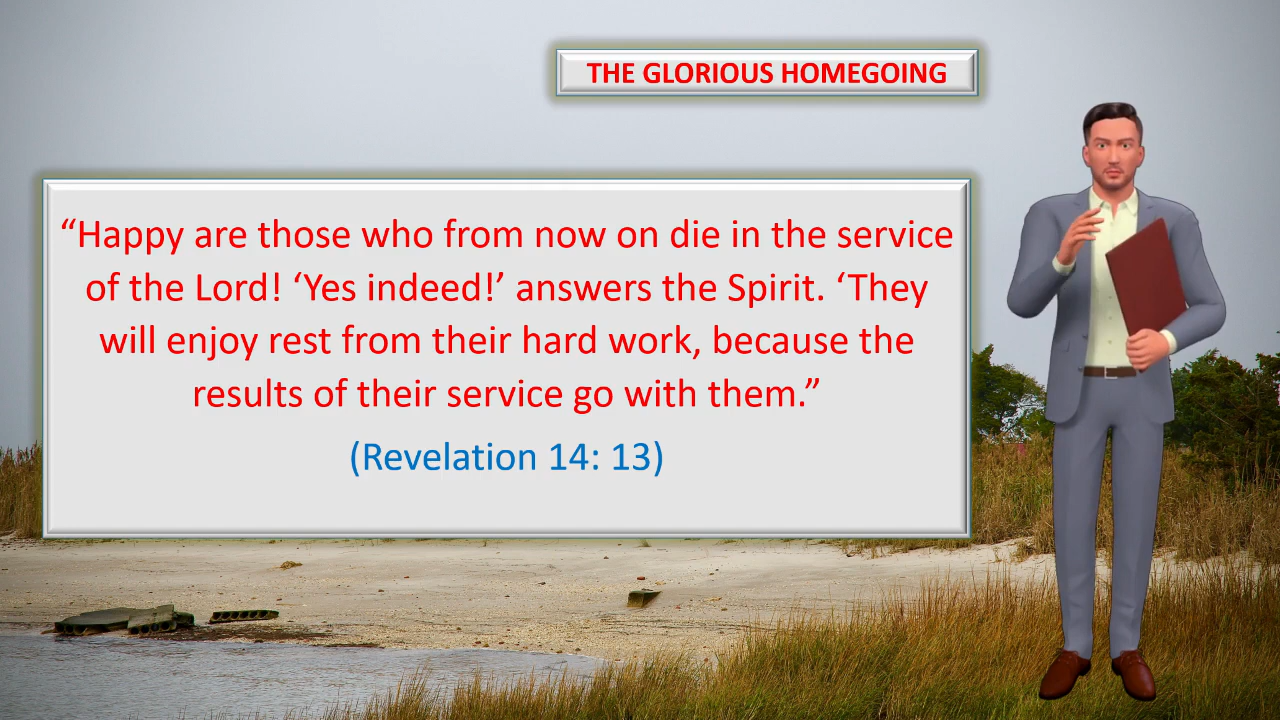 THE GLORIOUS HOMEGOING
“Happy are those who from now on die in the service
of the Lord! ‘Yes indeed!’ answers the Spirit. ‘They
will enjoy rest from their hard work, because the
results of their service go with them.”
(Revelation 14: 13)